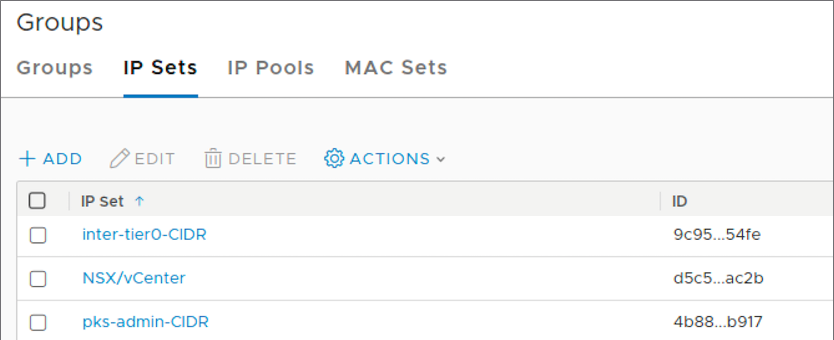 Groups
Groups IP Sets IP Pools MAC Sets
+ ADD EDIT DELETE ACTIONS
IP Set ↑ ID
inter-tier0-CIDR 9c95...54fe
NSX/vCenter d5c5...ac2b
pks-admin-CIDR 4b88...b917